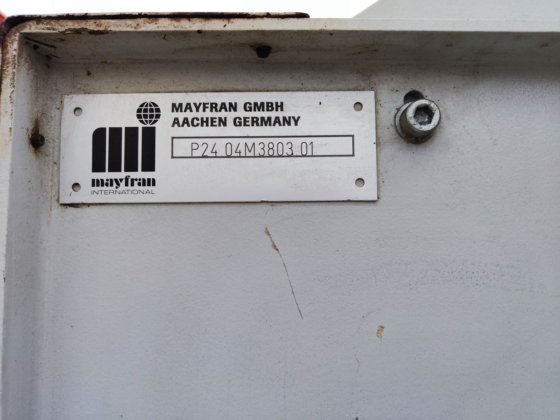 MAYFRAN GMBH
AACHEN GERMANY
P24 04M3803 01
mayfran
INTERNATIONAL